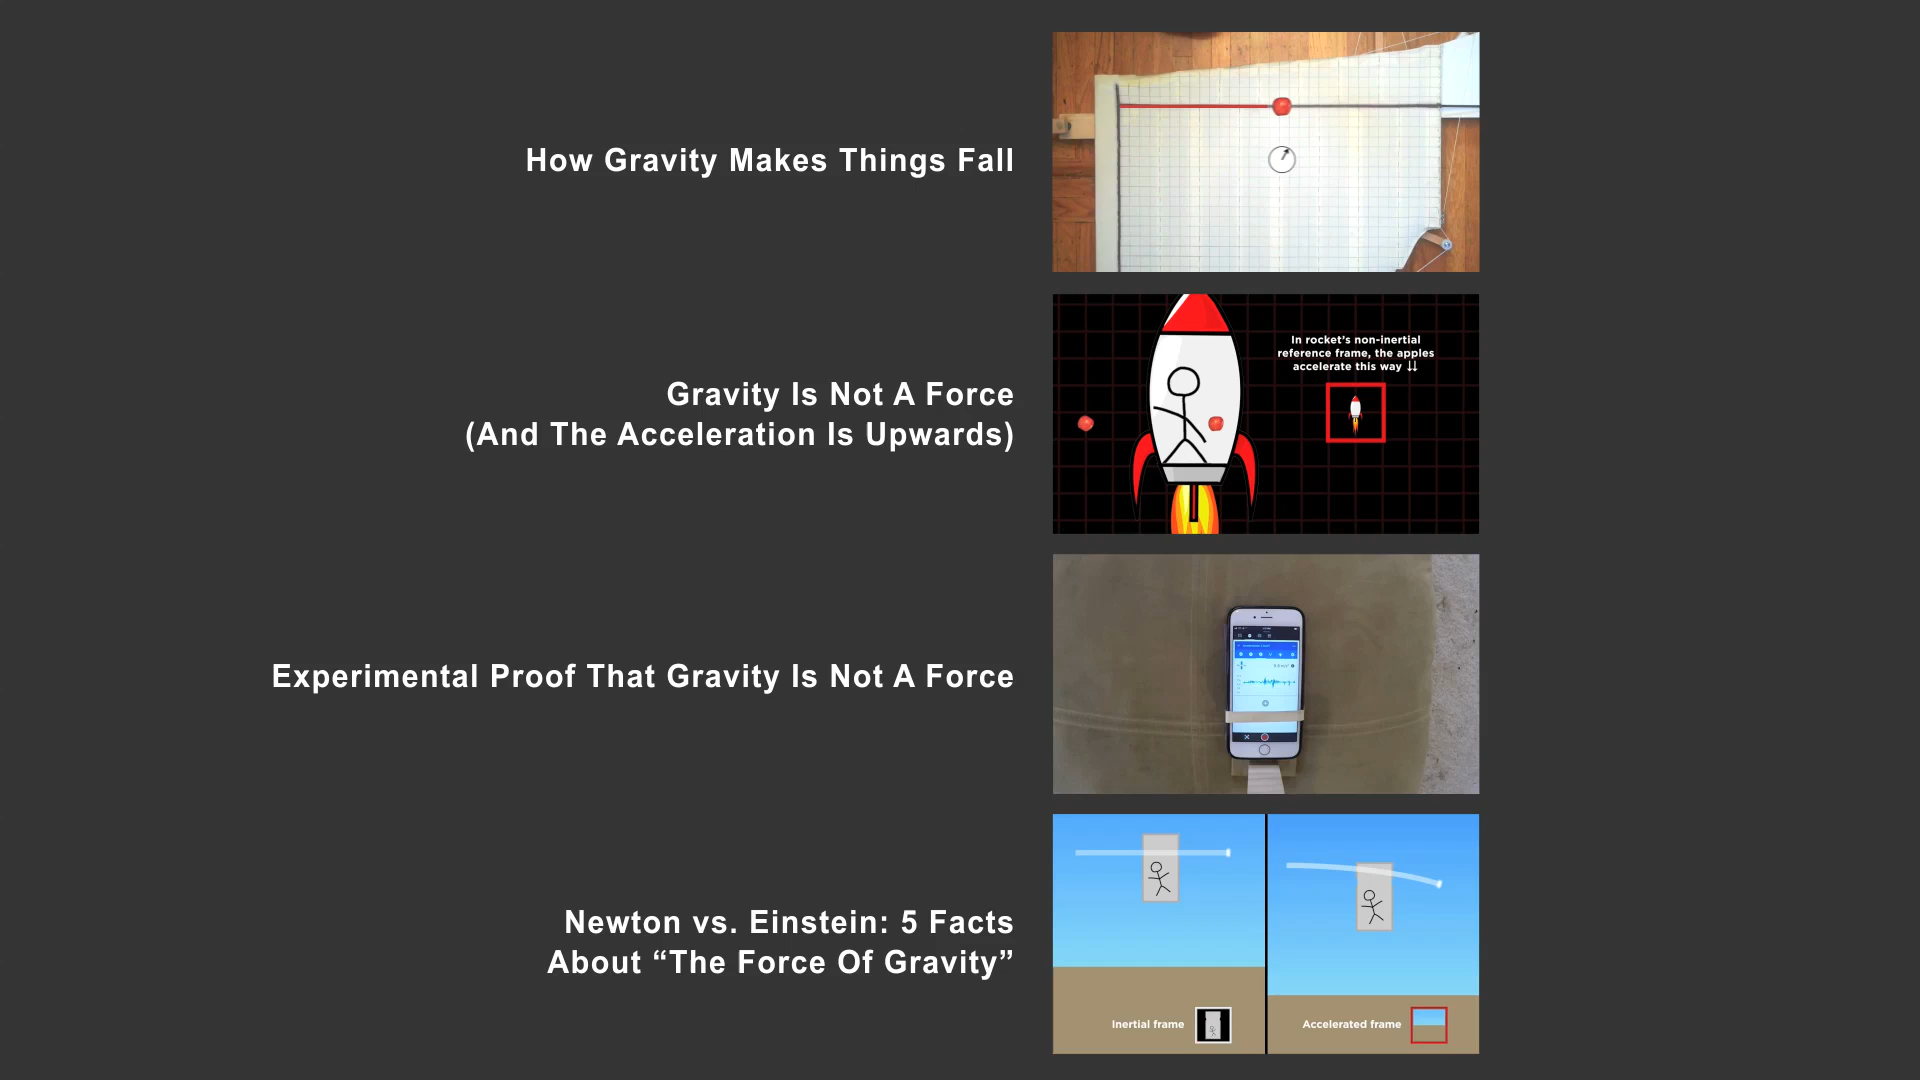 How Gravity Makes Things Fall
In rocket's non-inertial
reference frame, the apples
accelerate this way ↓↓
Gravity Is Not A Force
(And The Acceleration Is Upwards)
Experimental Proof That Gravity Is Not A Force
Newton vs. Einstein: 5 Facts
About “The Force Of Gravity”
Inertial frame
Accelerated frame